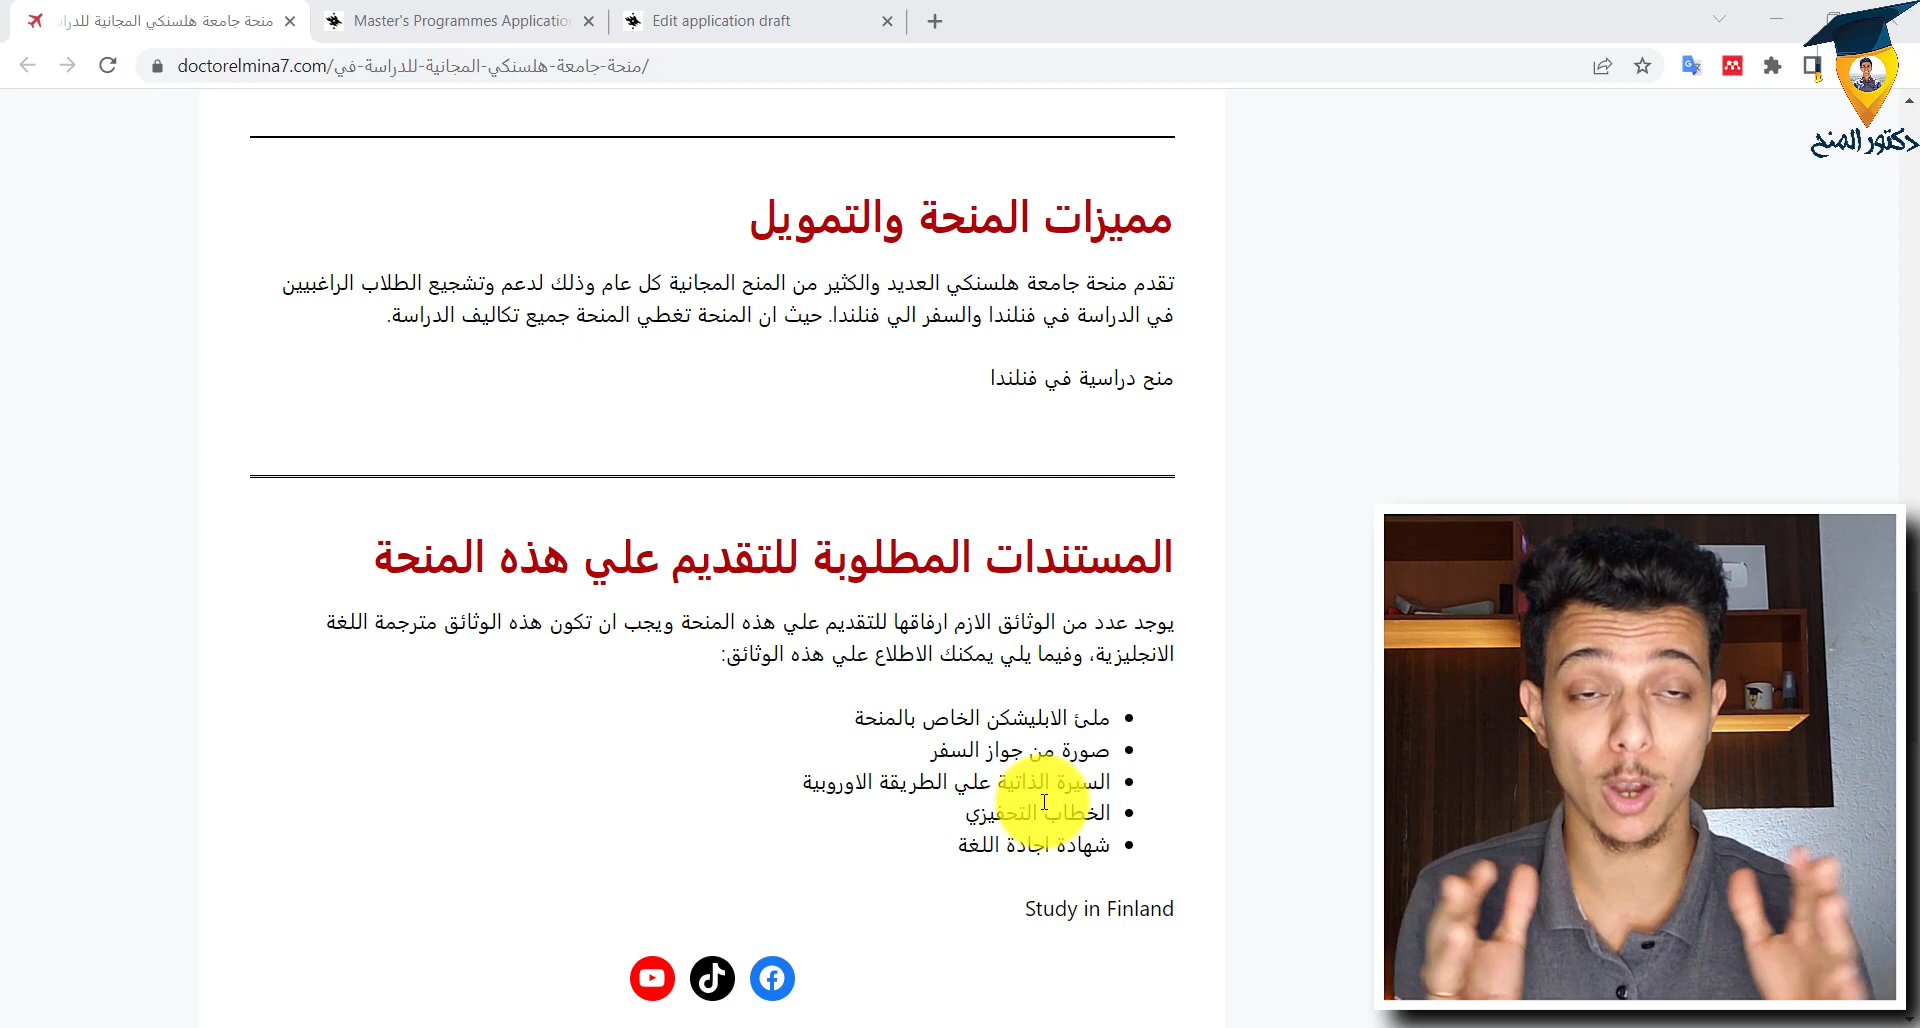 منحة جامعة هلسنكي المجانية للدرا
Master's Programmes Applicatio
Edit application draft
doctorelmina7.com/منحة-جامعة-هلسنكي-المجانية-للدراسة-في/
دكتور المنح
مميزات المنحة والتمويل
تقدم منحة جامعة هلسنكي العديد والكثير من المنح المجانية كل عام وذلك لدعم وتشجيع الطلاب الراغبيين
في الدراسة في فنلندا والسفر الي فنلندا. حيث ان المنحة تغطي المنحة جميع تكاليف الدراسة.
منح دراسية في فنلندا
المستندات المطلوبة للتقديم علي هذه المنحة
يوجد عدد من الوثائق الازم ارفاقها للتقديم علي هذه المنحة ويجب ان تكون هذه الوثائق مترجمة اللغة
الانجليزية، وفيما يلي يمكنك الاطلاع علي هذه الوثائق:
• ملئ الابليشكن الخاص بالمنحة
• صورة من جواز السفر
• السيرة الذاتية علي الطريقة الاوروبية
• الخطاب التحفيزي
• شهادة اجادة اللغة
Study in Finland